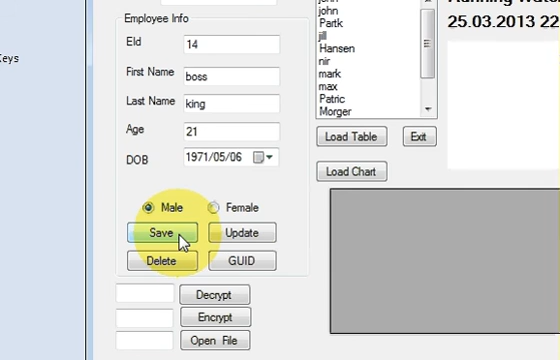 Keys
Employee Info
EId
14
First Name
boss
Last Name
king
Age
21
DOB
1971/05/06
Male
Female
Save
Update
Delete
GUID
Decrypt
Encrypt
Open File
john
Partk
jill
Hansen
nir
mark
max
Patric
Morger
Load Table
Exit
Load Chart
25.03.2013 22